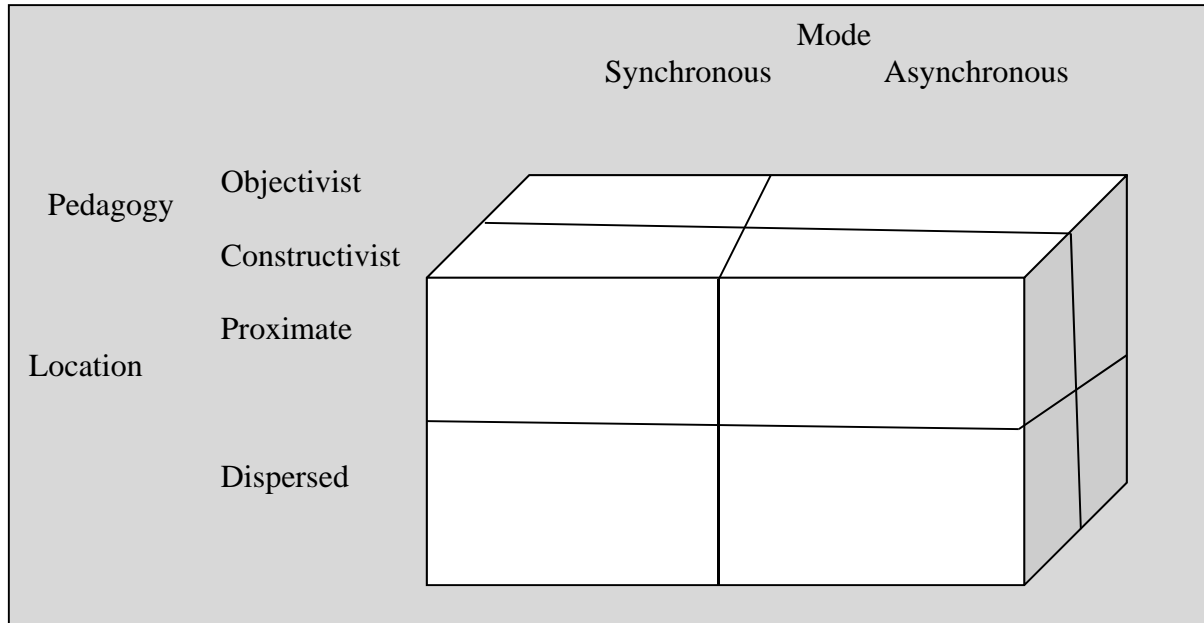 Mode
Synchronous Asynchronous
Objectivist
Pedagogy
Constructivist
Proximate
Location
Dispersed